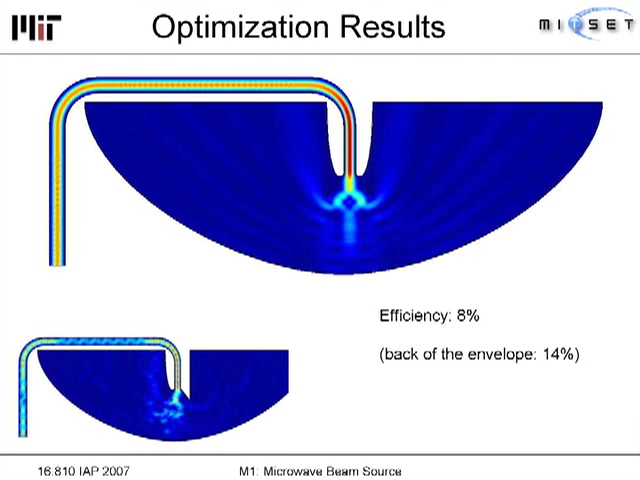 MIT
Optimization Results
MITSET
Efficiency: 8%
(back of the envelope: 14%)
16.810 IAP 2007
M1: Microwave Beam Source